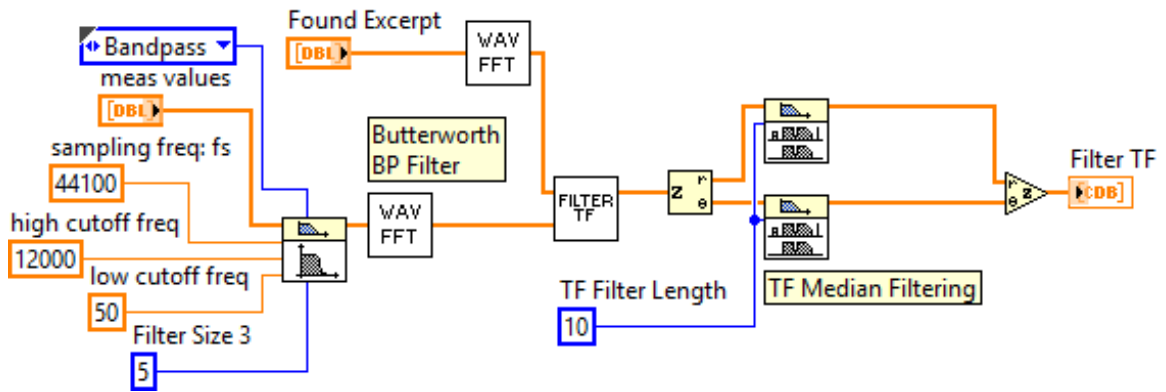 Found Excerpt
[DBL]
WAV
FFT
Bandpass
meas values
[DBL]
sampling freq: fs
44100
high cutoff freq
12000
low cutoff freq
50
Filter Size 3
5
Butterworth
BP Filter
WAV
FFT
FILTER
TF
z
r
θ
TF Filter Length
10
TF Median Filtering
r
θ
z
Filter TF
[CDB]